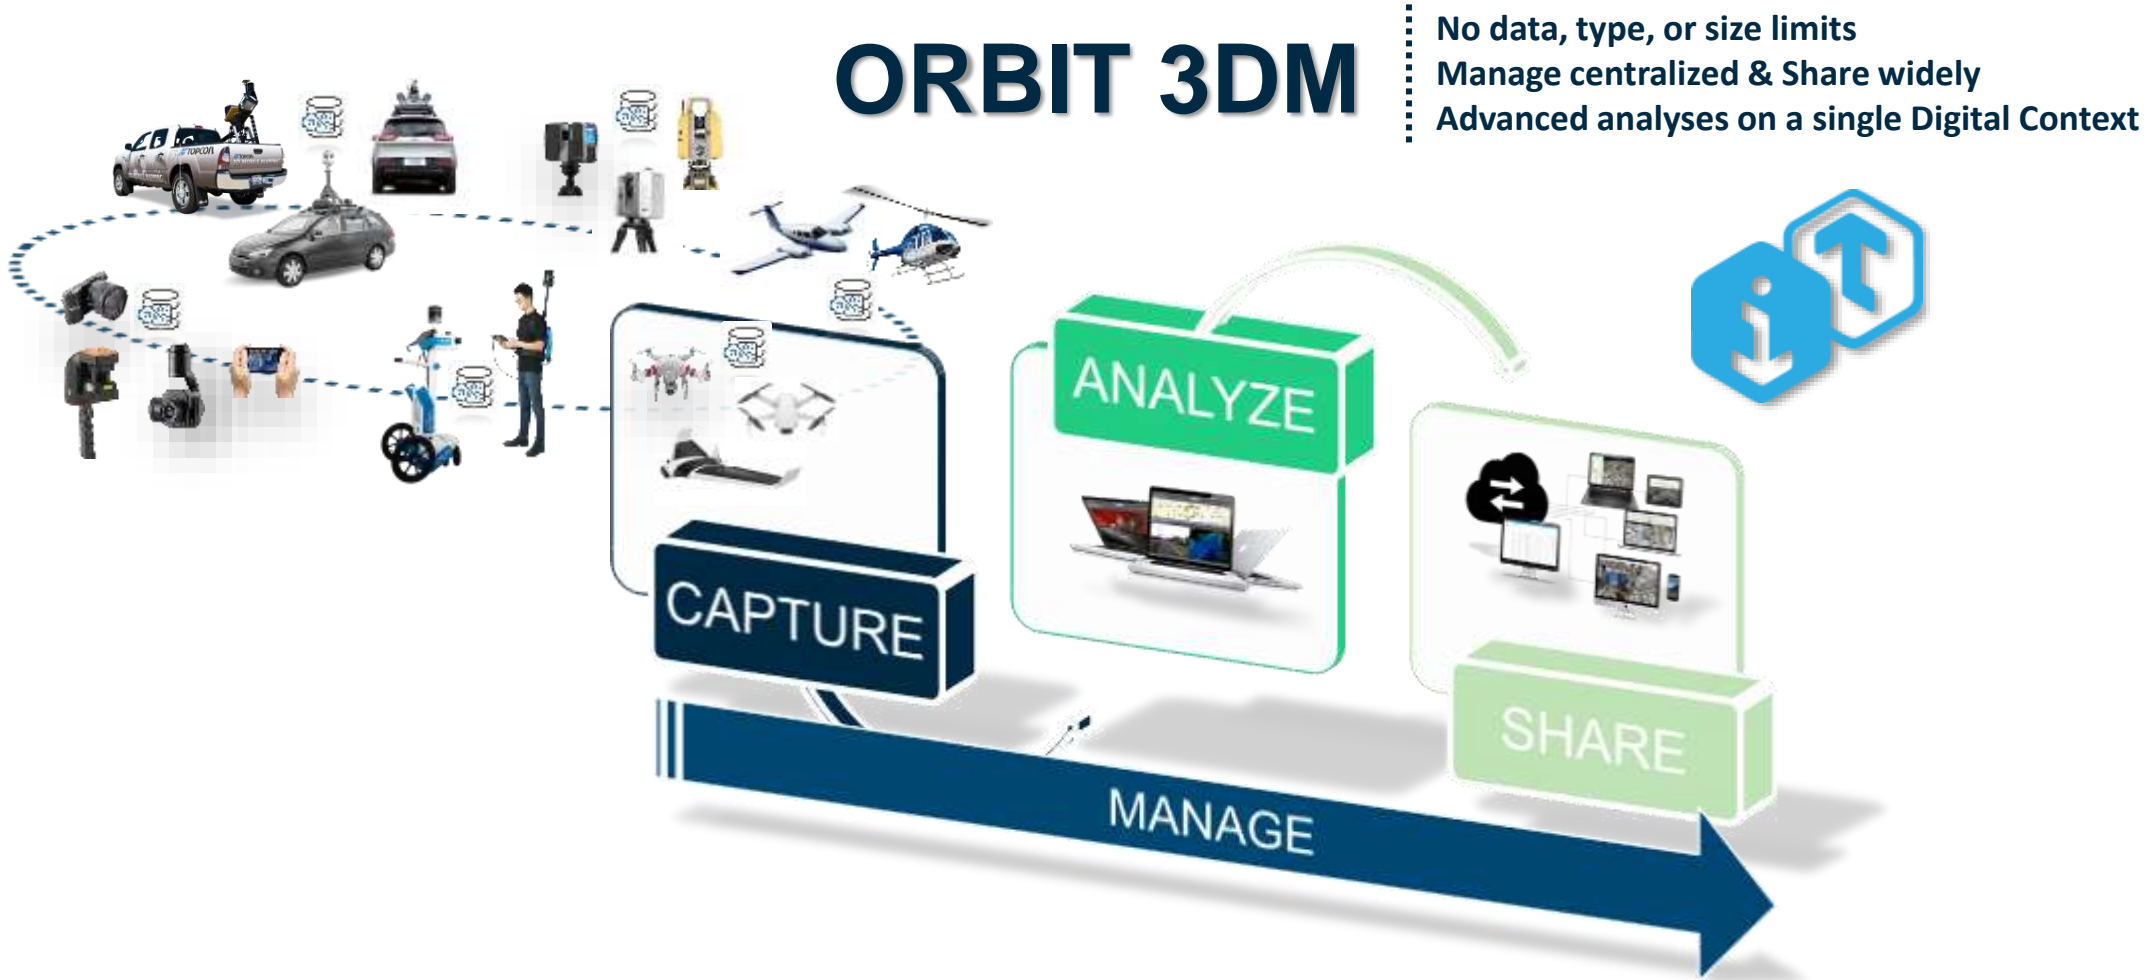 ORBIT 3DM
No data, type, or size limits
Manage centralized & Share widely
Advanced analyses on a single Digital Context
TOPCON
ANALYZE
CAPTURE
SHARE
MANAGE